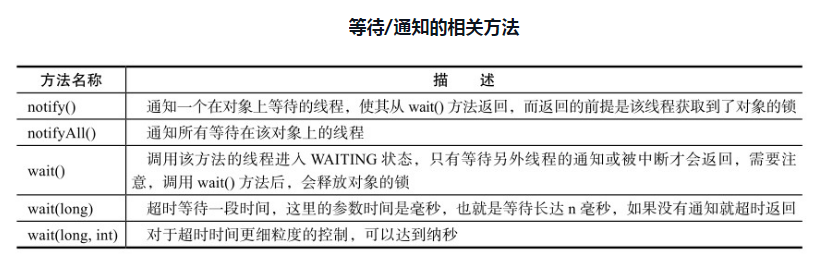 等待/通知的相关方法
方法名称 描 述
notify() 通知一个在对象上等待的线程，使其从 wait() 方法返回，而返回的前提是该线程获取到了对象的锁
notifyAll() 通知所有等待在该对象上的线程
wait() 调用该方法的线程进入 WAITING 状态，只有等待另外线程的通知或被中断才会返回，需要注
意，调用 wait() 方法后，会释放对象的锁
wait(long) 超时等待一段时间，这里的参数时间是毫秒，也就是等待长达 n 毫秒，如果没有通知就超时返回
wait(long, int) 对于超时时间更细粒度的控制，可以达到纳秒